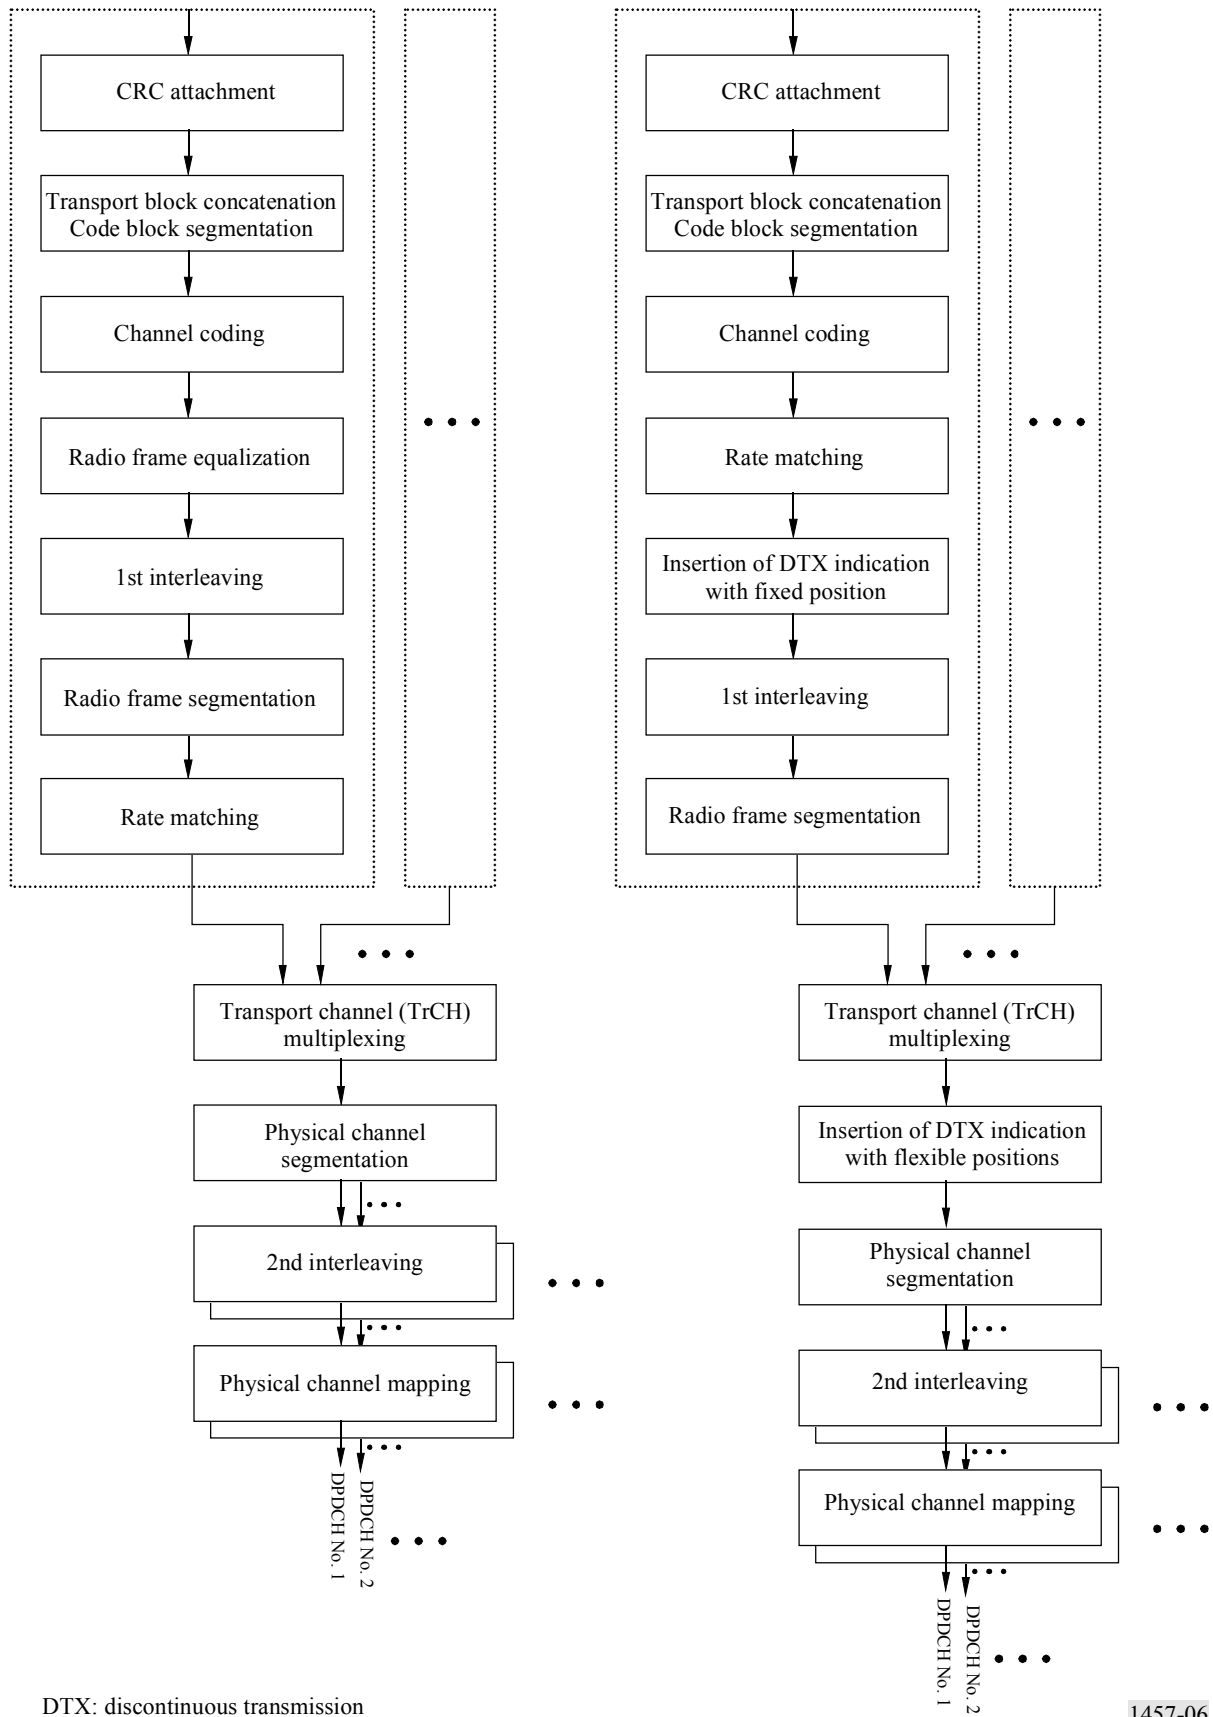 CRC attachment
Transport block concatenation
Code block segmentation
Channel coding
Radio frame equalization
1st interleaving
Radio frame segmentation
Rate matching
Transport channel (TrCH)
multiplexing
Physical channel
segmentation
2nd interleaving
Physical channel mapping
DPDCH No. 1
DPDCH No. 2
CRC attachment
Transport block concatenation
Code block segmentation
Channel coding
Rate matching
Insertion of DTX indication
with fixed position
1st interleaving
Radio frame segmentation
Transport channel (TrCH)
multiplexing
Insertion of DTX indication
with flexible positions
Physical channel
segmentation
2nd interleaving
Physical channel mapping
DPDCH No. 1
DPDCH No. 2
DTX: discontinuous transmission
1457-06